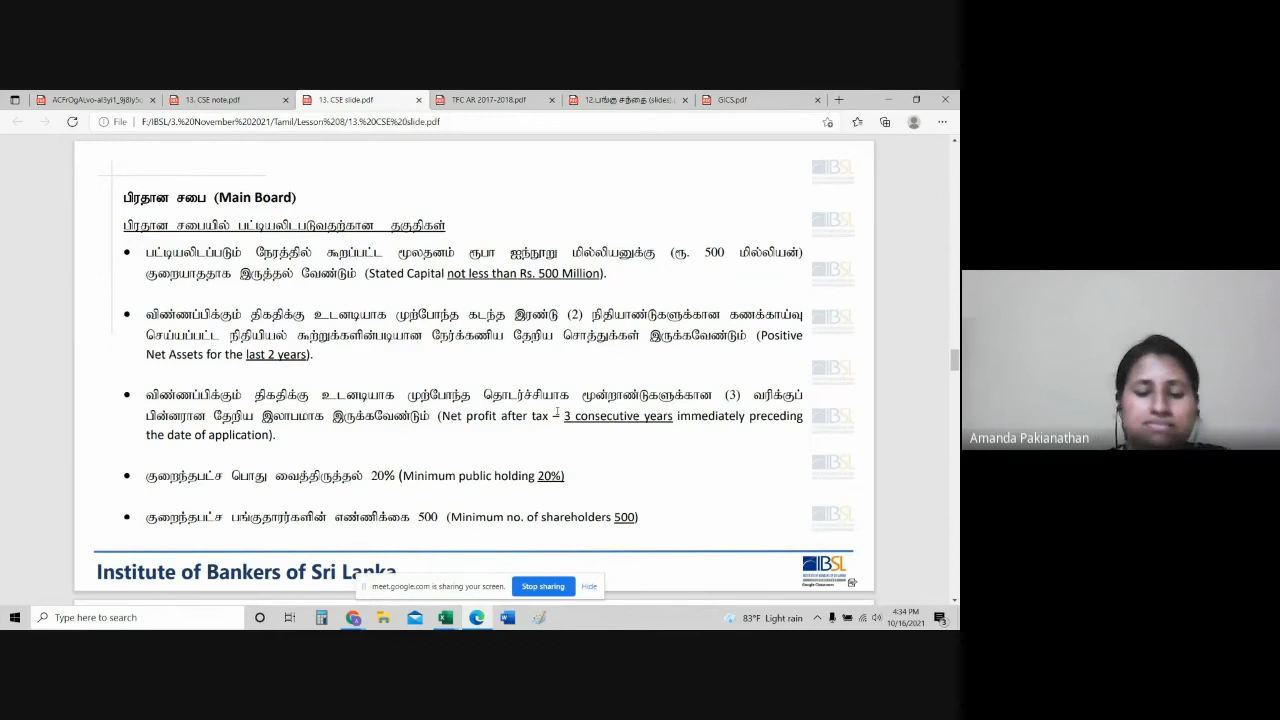 ACFrOgALvo-al3yi1_9j8ly5c
13. CSE note.pdf
13. CSE slide.pdf
TFC AR 2017-2018.pdf
12.பங்கு சந்தை (slides).
GICS.pdf
File
F:/IBSL/3.%20November%202021/Tamil/Lesson%208/13.%20CSE%20slide.pdf
பிரதான சபை (Main Board)
பிரதான சபையில் பட்டியலிடபடுவதற்கான தகுதிகள்
• பட்டியலிடப்படும் நேரத்தில் கூறப்பட்ட மூலதனம் ரூபா ஐந்நூறு மில்லியனுக்கு (ரூ. 500 மில்லியன்)
குறையாததாக இருத்தல் வேண்டும் (Stated Capital not less than Rs. 500 Million).
• விண்ணப்பிக்கும் திகதிக்கு உடனடியாக முற்போந்த கடந்த இரண்டு (2) நிதியாண்டுகளுக்கான கணக்காய்வு
செய்யப்பட்ட நிதியியல் கூற்றுக்களின்படியான நேர்க்கணிய தேறிய சொத்துக்கள் இருக்கவேண்டும் (Positive
Net Assets for the last 2 years).
• விண்ணப்பிக்கும் திகதிக்கு உடனடியாக முற்போந்த தொடர்ச்சியாக மூன்றாண்டுகளுக்கான (3) வரிக்குப்
பின்னரான தேறிய இலாபமாக இருக்கவேண்டும் (Net profit after tax – 3 consecutive years immediately preceding
the date of application).
• குறைந்தபட்ச பொது வைத்திருத்தல் 20% (Minimum public holding 20%)
• குறைந்தபட்ச பங்குதாரர்களின் எண்ணிக்கை 500 (Minimum no. of shareholders 500)
Institute of Bankers of Sri Lanka
IBSL
meet.google.com is sharing your screen.
Stop sharing
Hide
Type here to search
83°F Light rain
4:34 PM
10/16/2021
Amanda Pakianathan